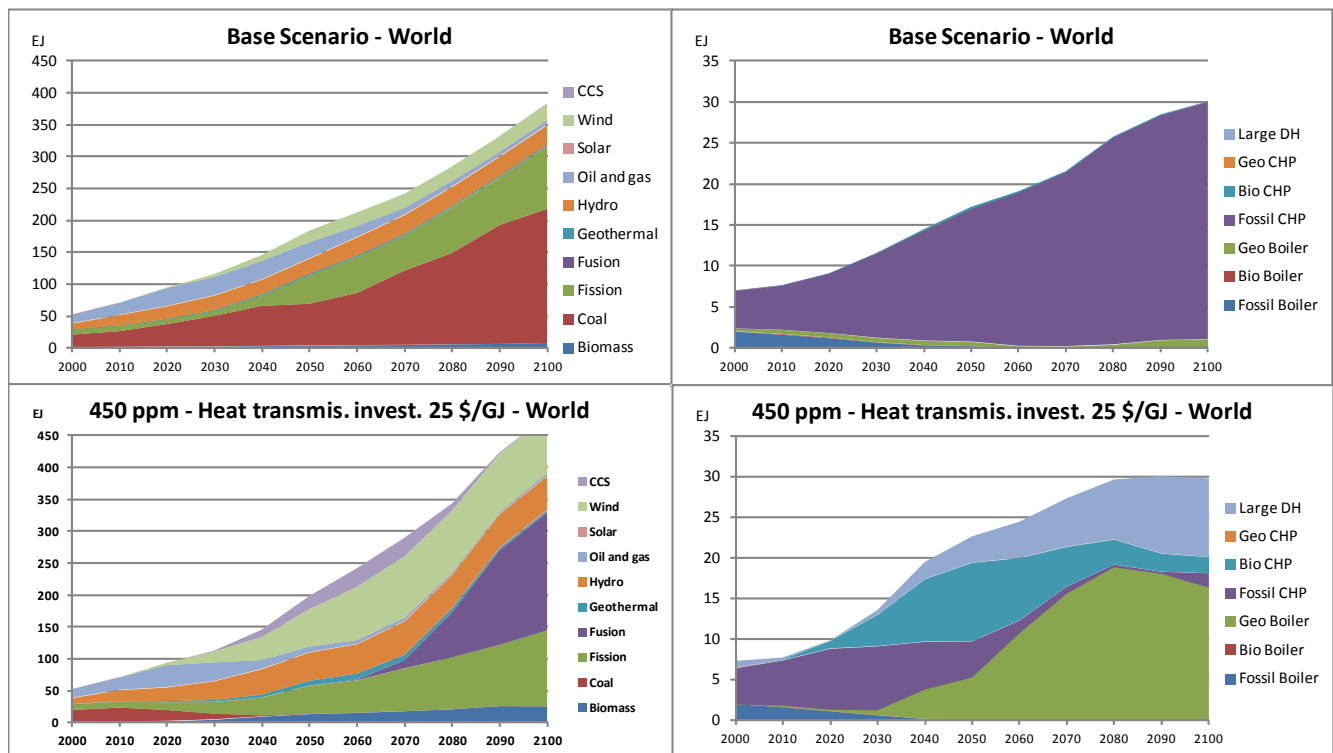 Base Scenario - World
EJ
450
400
350
300
250
200
150
100
50
0
2000 2010 2020 2030 2040 2050 2060 2070 2080 2090 2100
CCS
Wind
Solar
Oil and gas
Hydro
Geothermal
Fusion
Fission
Coal
Biomass
Base Scenario - World
EJ
35
30
25
20
15
10
5
0
2000 2010 2020 2030 2040 2050 2060 2070 2080 2090 2100
Large DH
Geo CHP
Bio CHP
Fossil CHP
Geo Boiler
Bio Boiler
Fossil Boiler
450 ppm - Heat transmis. invest. 25 $/GJ - World
EJ
450
400
350
300
250
200
150
100
50
0
2000 2010 2020 2030 2040 2050 2060 2070 2080 2090 2100
CCS
Wind
Solar
Oil and gas
Hydro
Geothermal
Fusion
Fission
Coal
Biomass
450 ppm - Heat transmis. invest. 25 $/GJ - World
EJ
35
30
25
20
15
10
5
0
2000 2010 2020 2030 2040 2050 2060 2070 2080 2090 2100
Large DH
Geo CHP
Bio CHP
Fossil CHP
Geo Boiler
Bio Boiler
Fossil Boiler